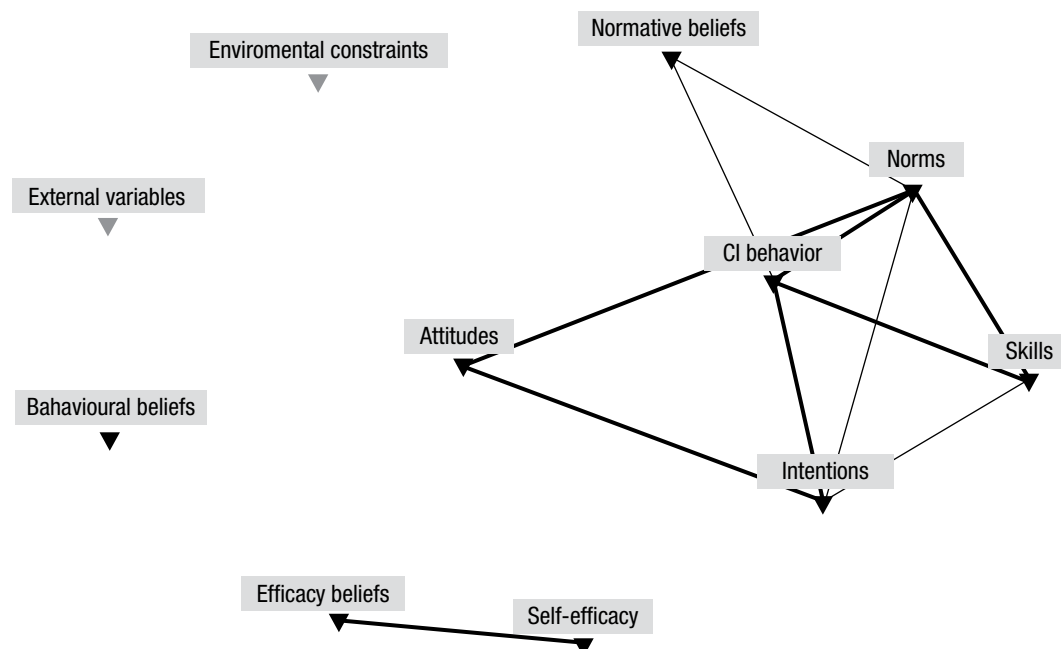 Normative beliefs
Enviromental constraints
Norms
External variables
CI behavior
Attitudes
Skills
Bahavioural beliefs
Intentions
Efficacy beliefs
Self-efficacy